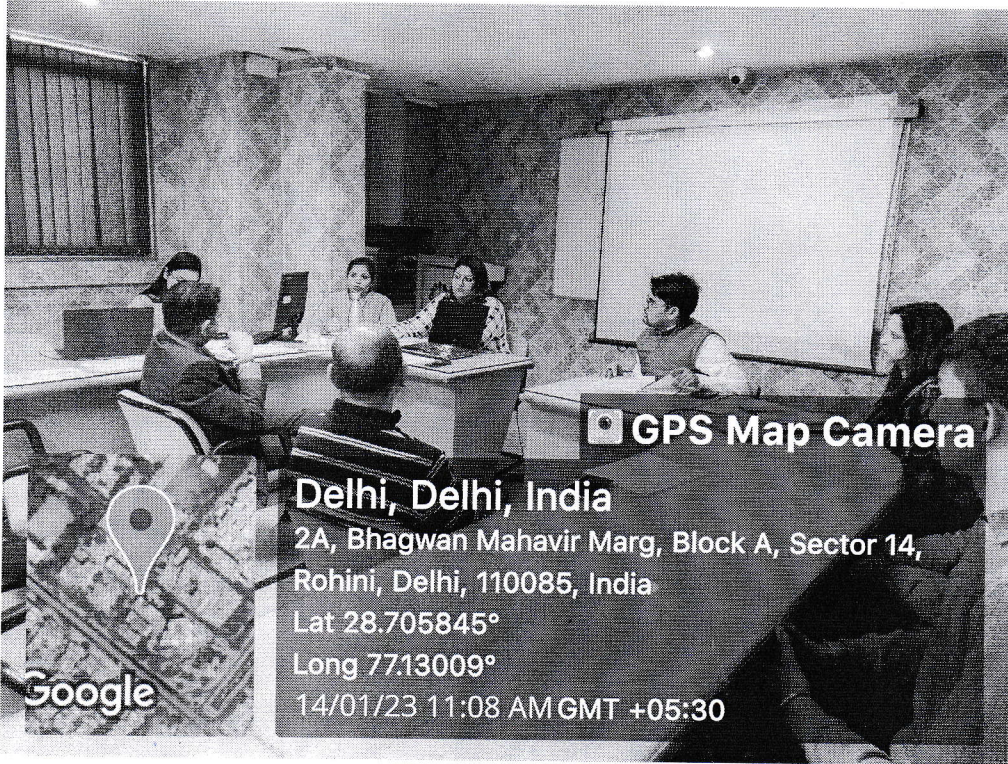 GPS Map Camera
Delhi, Delhi, India
2A, Bhagwan Mahavir Marg, Block A, Sector 14,
Rohini, Delhi, 110085, India
Lat 28.705845°
Long 77.13009°
14/01/23 11:08 AM GMT +05:30
Google